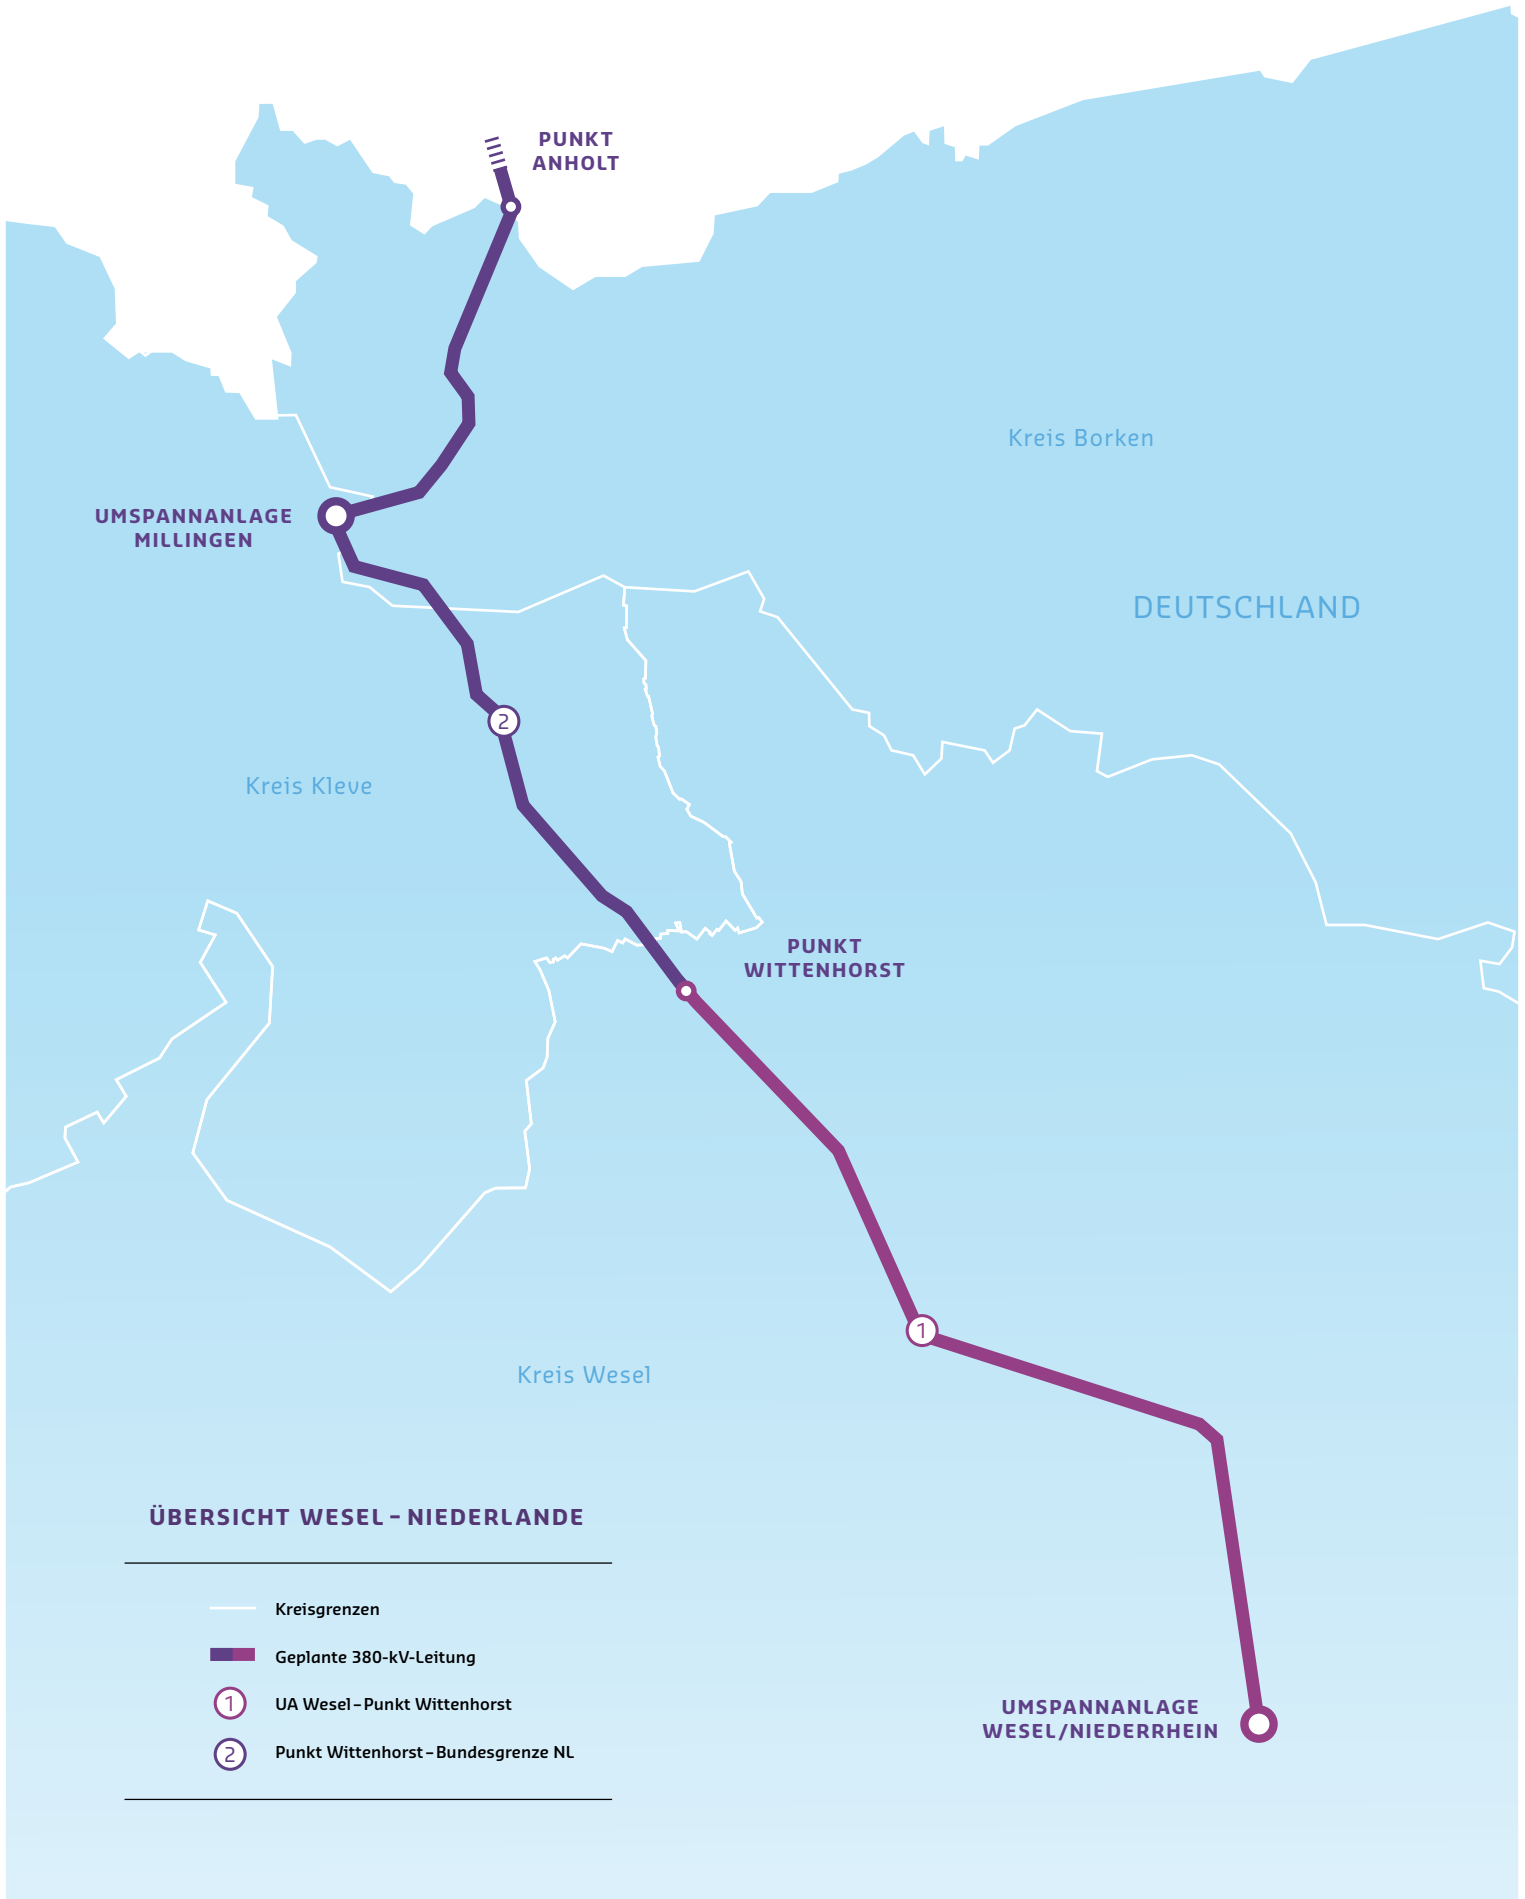 PUNKT
ANHOLT
Kreis Borken
UMSPANNANLAGE
MILLINGEN
DEUTSCHLAND
2
Kreis Kleve
PUNKT
WITTENHORST
1
Kreis Wesel
ÜBERSICHT WESEL – NIEDERLANDE
Kreisgrenzen
Geplante 380-kV-Leitung
1 UA Wesel – Punkt Wittenhorst
2 Punkt Wittenhorst – Bundesgrenze NL
UMSPANNANLAGE
WESEL/NIEDERRHEIN